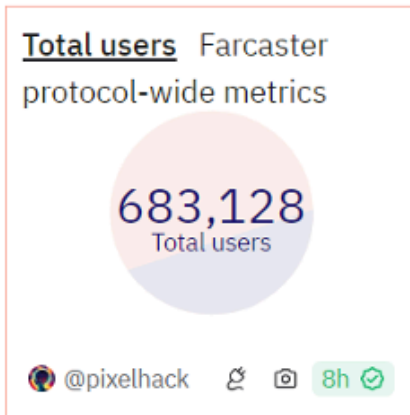 Total users Farcaster
protocol-wide metrics
683,128
Total users
@pixelhack 8h